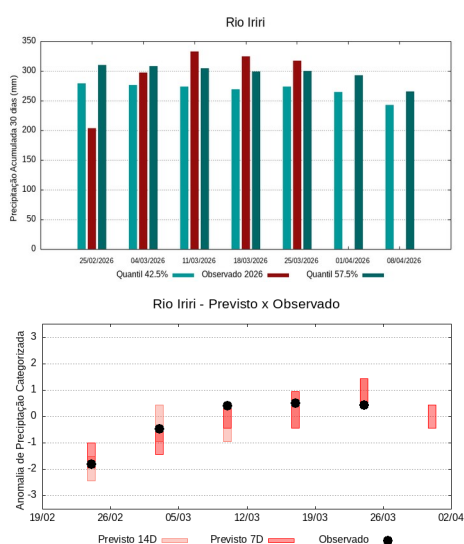 Rio Iriri
350
300
250
200
150
100
50
0
Precipitação Acumulada 30 dias (mm)
25/02/2026 04/03/2026 11/03/2026 18/03/2026 25/03/2026 01/04/2026 08/04/2026
Quantil 42.5% Observado 2026 Quantil 57.5%
Rio Iriri - Previsto x Observado
3
2
1
0
-1
-2
-3
Anomalia de Preciptação Categorizada
19/02 26/02 05/03 12/03 19/03 26/03 02/04
Previsto 14D Previsto 7D Observado